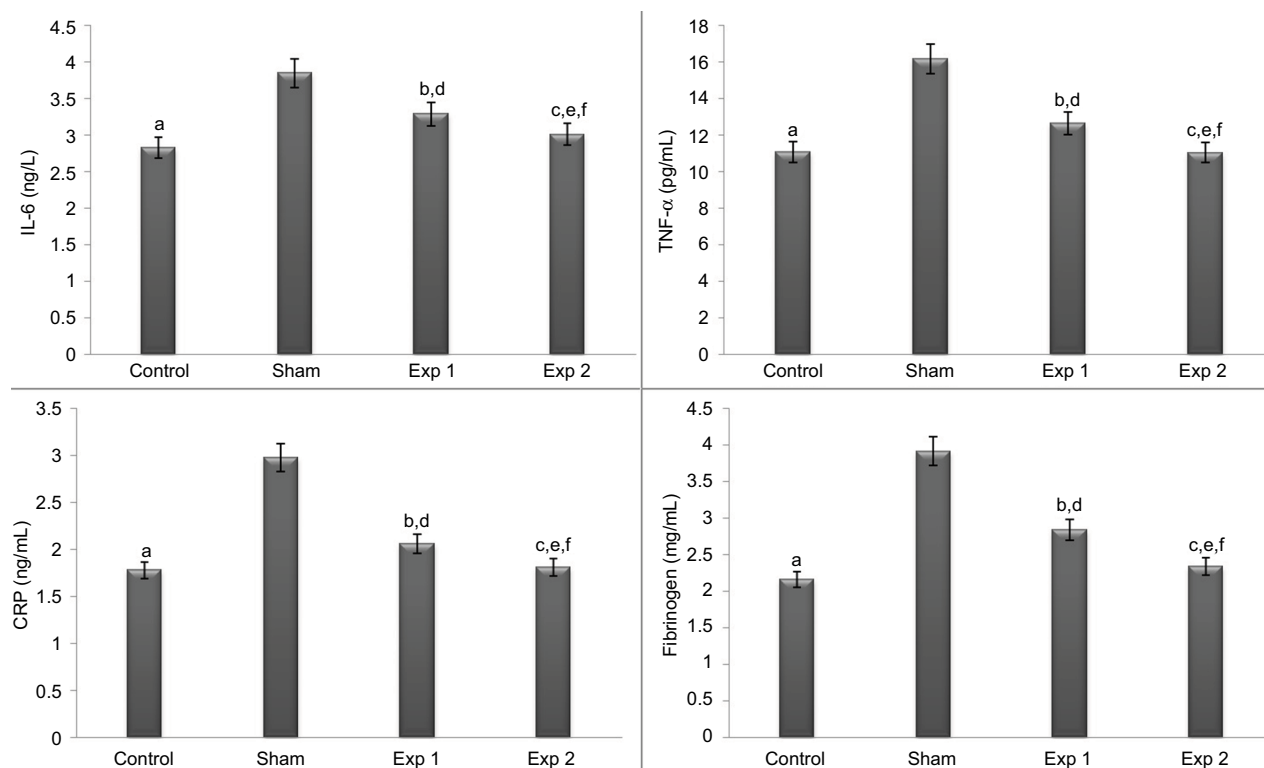 4.5
4
3.5
3
2.5
2
1.5
1
0.5
0
IL-6 (ng/L)
a
b,d
c,e,f
Control Sham Exp 1 Exp 2
18
16
14
12
10
8
6
4
2
0
TNF-α (pg/mL)
a
b,d
c,e,f
Control Sham Exp 1 Exp 2
3.5
3
2.5
2
1.5
1
0.5
0
CRP (ng/mL)
a
b,d
c,e,f
Control Sham Exp 1 Exp 2
4.5
4
3.5
3
2.5
2
1.5
1
0.5
0
Fibrinogen (mg/mL)
a
b,d
c,e,f
Control Sham Exp 1 Exp 2